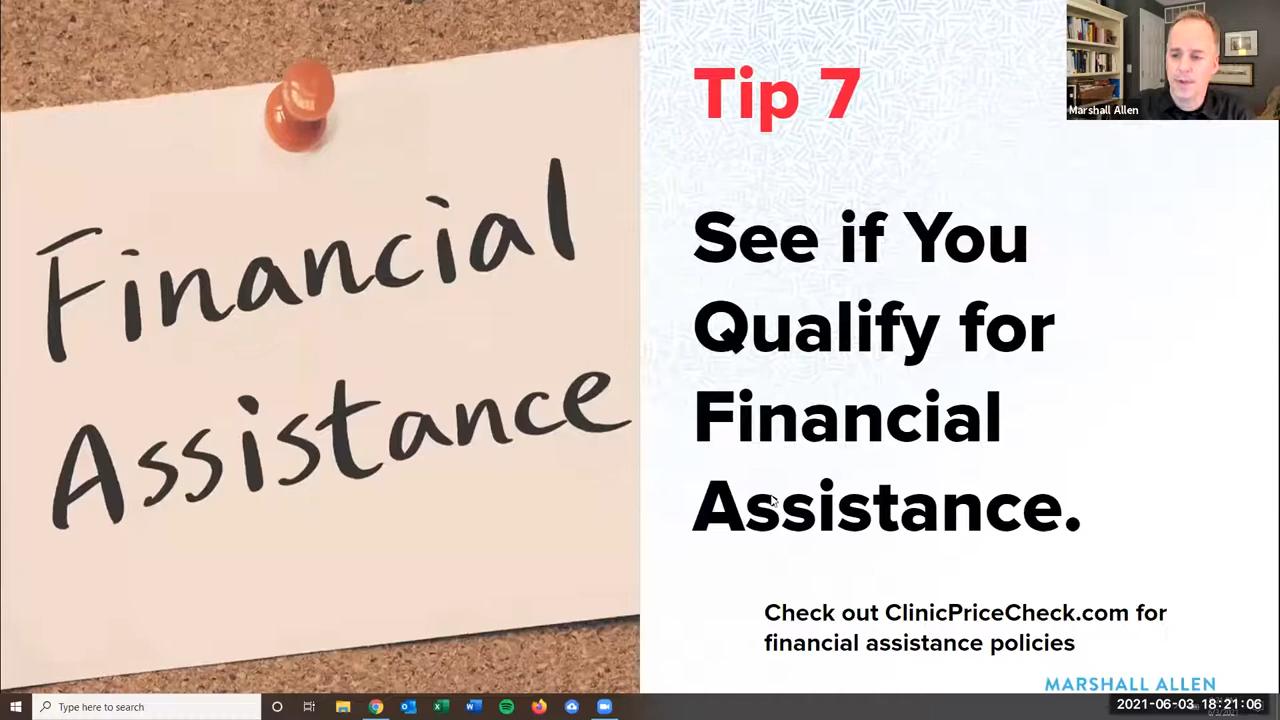 Financial
Assistance
Tip 7
See if You
Qualify for
Financial
Assistance.
Check out ClinicPriceCheck.com for
financial assistance policies
MARSHALL ALLEN
Marshall Allen
Type here to search
2021-06-03 18:21:06